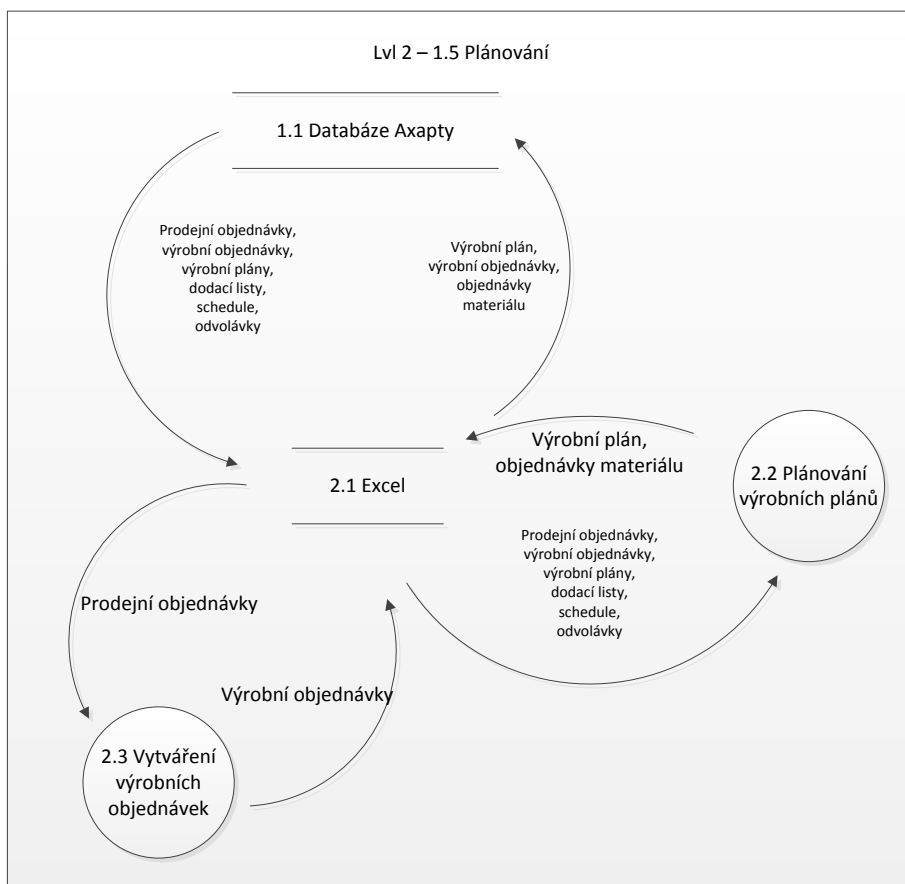 Lvl 2 – 1.5 Plánování
1.1 Databáze Axapty
Prodejní objednávky,
výrobní objednávky,
výrobní plány,
dodací listy,
schedule,
odvolávky
Výrobní plán,
výrobní objednávky,
objednávky
materiálu
Výrobní plán,
objednávky materiálu
2.2 Plánování
výrobních plánů
2.1 Excel
Prodejní objednávky,
výrobní objednávky,
výrobní plány,
dodací listy,
schedule,
odvolávky
Prodejní objednávky
Výrobní objednávky
2.3 Vytváření
výrobních
objednávek